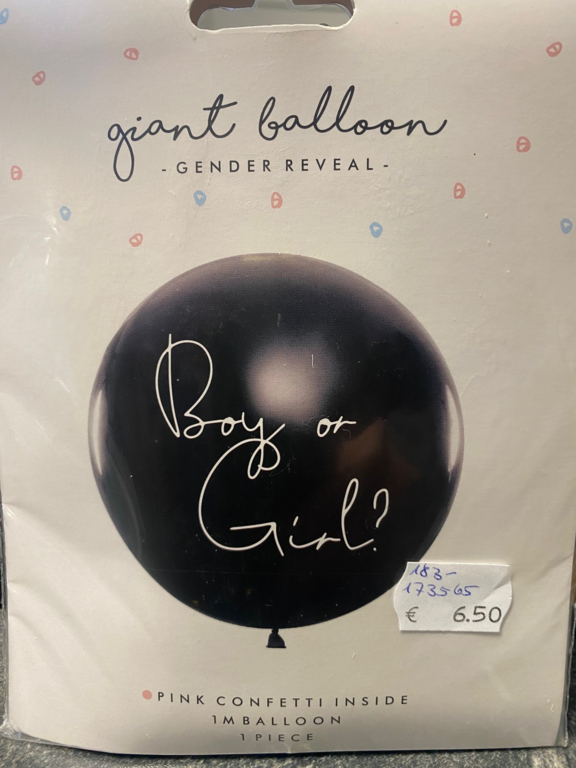 giant balloon
- GENDER REVEAL -
Boy or
Girl?
183-
173565
€ 6.50
PINK CONFETTI INSIDE
1M BALLOON
1 PIECE